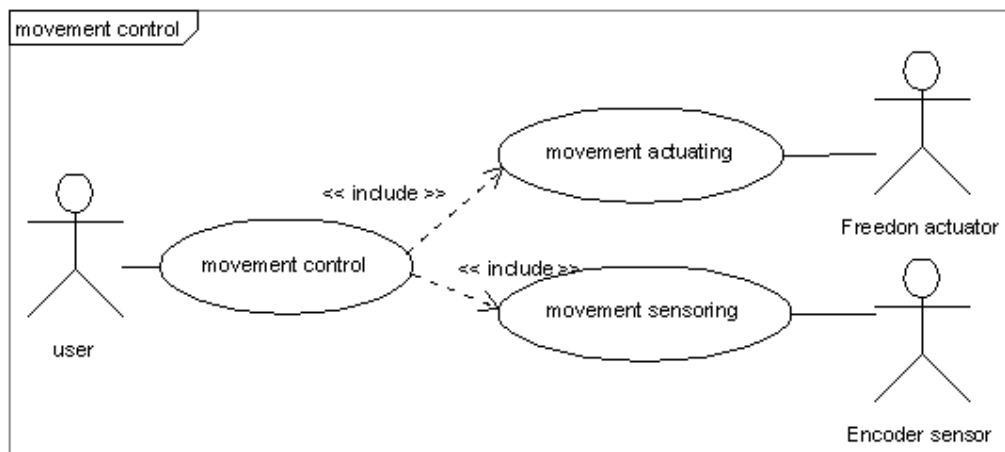 movement control
movement actuating
<< include >>
Freedon actuator
movement control
<< include >>
movement sensoring
user
Encoder sensor